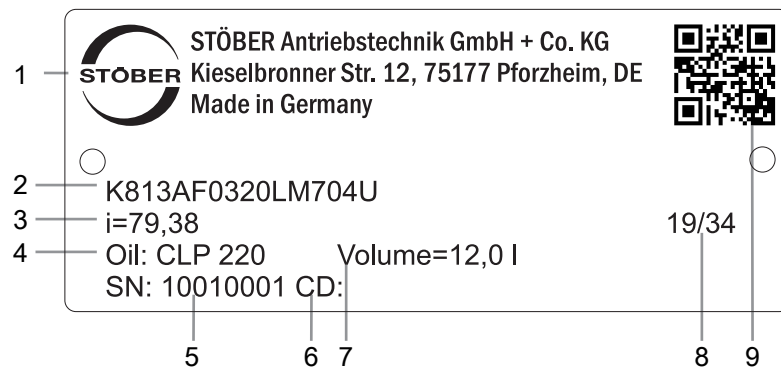 1
STÖBER
STÖBER Antriebstechnik GmbH + Co. KG
Kieselbronner Str. 12, 75177 Pforzheim, DE
Made in Germany
2 K813AF0320LM704U
3 i=79,38 19/34
4 Oil: CLP 220 Volume=12,0 l
SN: 10010001 CD:
5 6 7 8 9